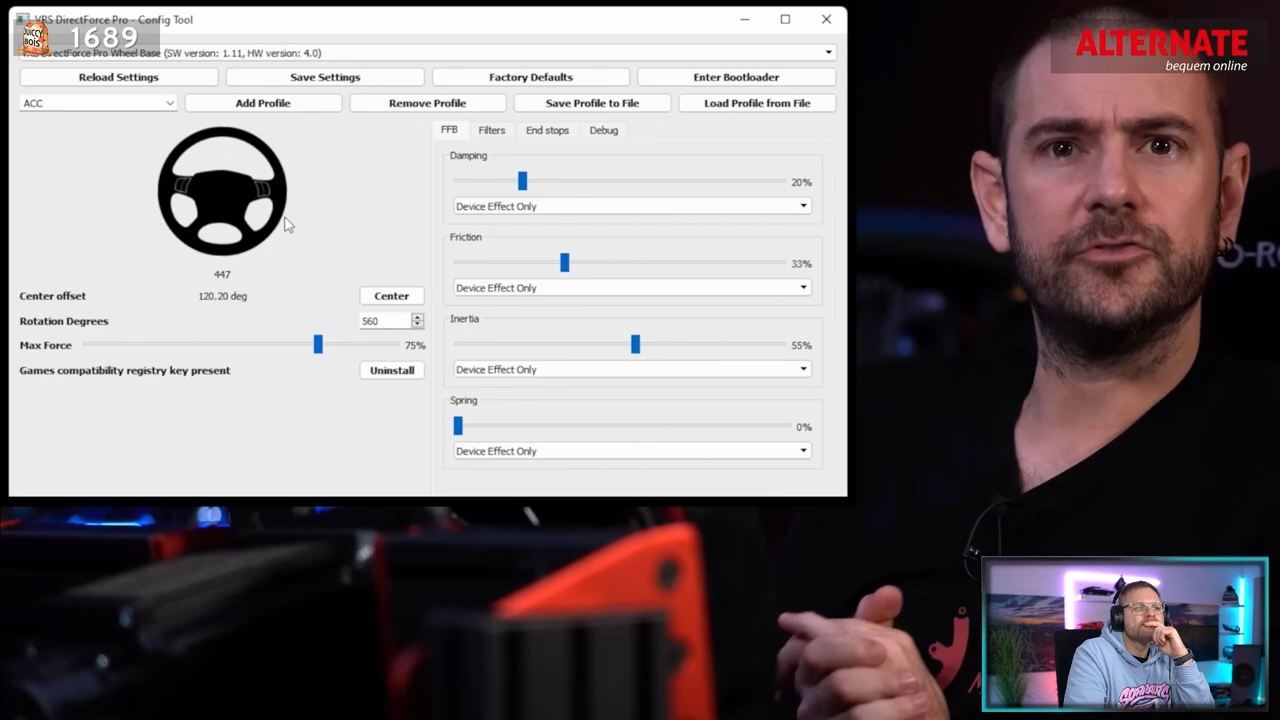 VRS DirectForce Pro - Config Tool
JUICCY
BOIS
1689
DirectForce Pro Wheel Base (SW version: 1.11, HW version: 4.0)
Reload Settings Save Settings Factory Defaults Enter Bootloader
ACC Add Profile Remove Profile Save Profile to File Load Profile from File
FFB Filters End stops Debug
Damping
20%
Device Effect Only
Friction
33%
Device Effect Only
447
Center offset 120.20 deg Center
Rotation Degrees 560
Max Force 75%
Games compatibility registry key present Uninstall
Inertia
55%
Device Effect Only
Spring
0%
Device Effect Only
ALTERNATE
bequem online